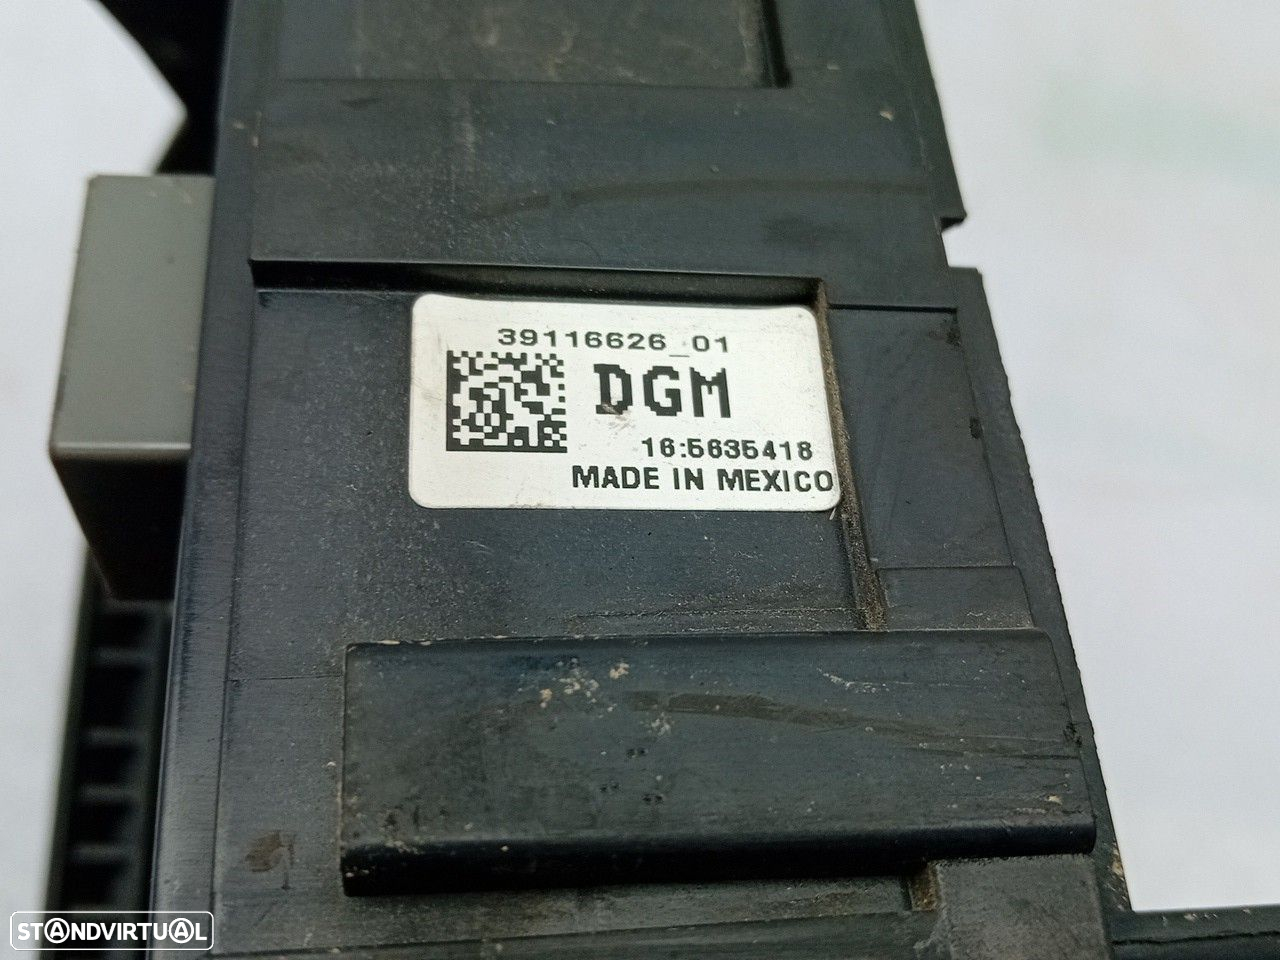 39116626_01
DGM
16:5635418
MADE IN MEXICO
STANDVIRTUAL